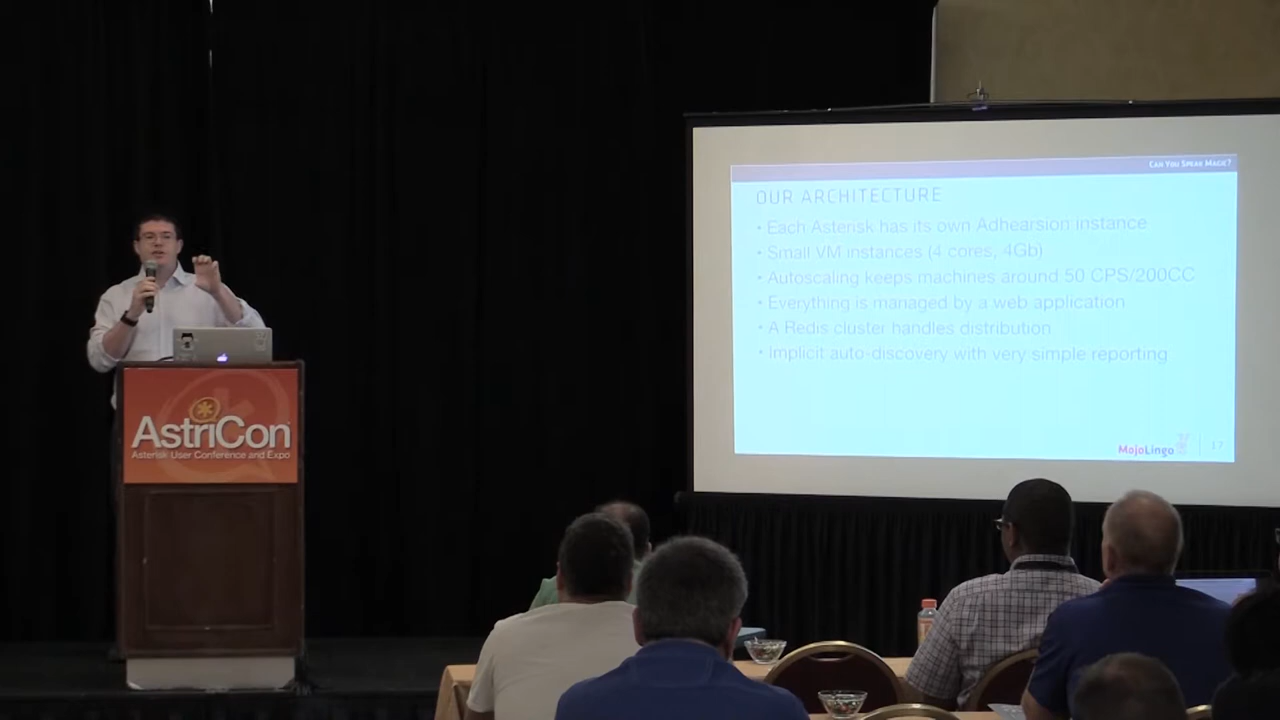 CAN YOU SPEAK MAGIC?
OUR ARCHITECTURE
• Each Asterisk has its own Adhearsion instance
• Small VM instances (4 cores, 4Gb)
• Autoscaling keeps machines around 50 CPS/200CC
• Everything is managed by a web application
• A Redis cluster handles distribution
• Implicit auto-discovery with very simple reporting
MojoLingo
17
AstriCon
Asterisk User Conference and Expo